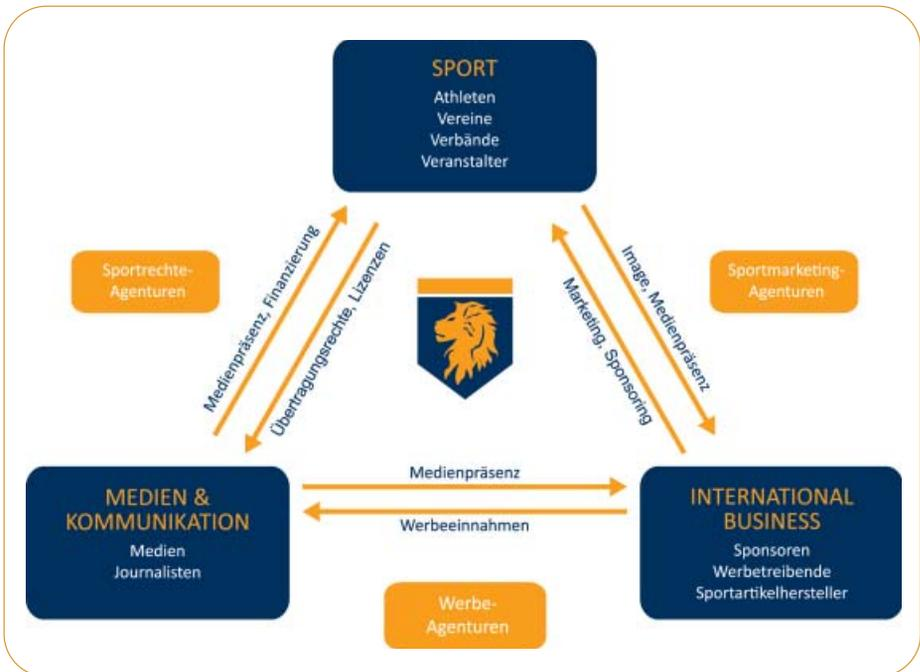 SPORT
Athleten
Vereine
Verbände
Veranstalter
Sportrechte-
Agenturen
Medienpräsenz, Finanzierung
Übertragungsrechte, Lizenzen
Marketing, Sponsoring
Image, Medienpräsenz
Sportmarketing-
Agenturen
MEDIEN &
KOMMUNIKATION
Medien
Journalisten
Medienpräsenz
Werbeeinnahmen
INTERNATIONAL
BUSINESS
Sponsoren
Werbetreibende
Sportartikelhersteller
Werbe-
Agenturen